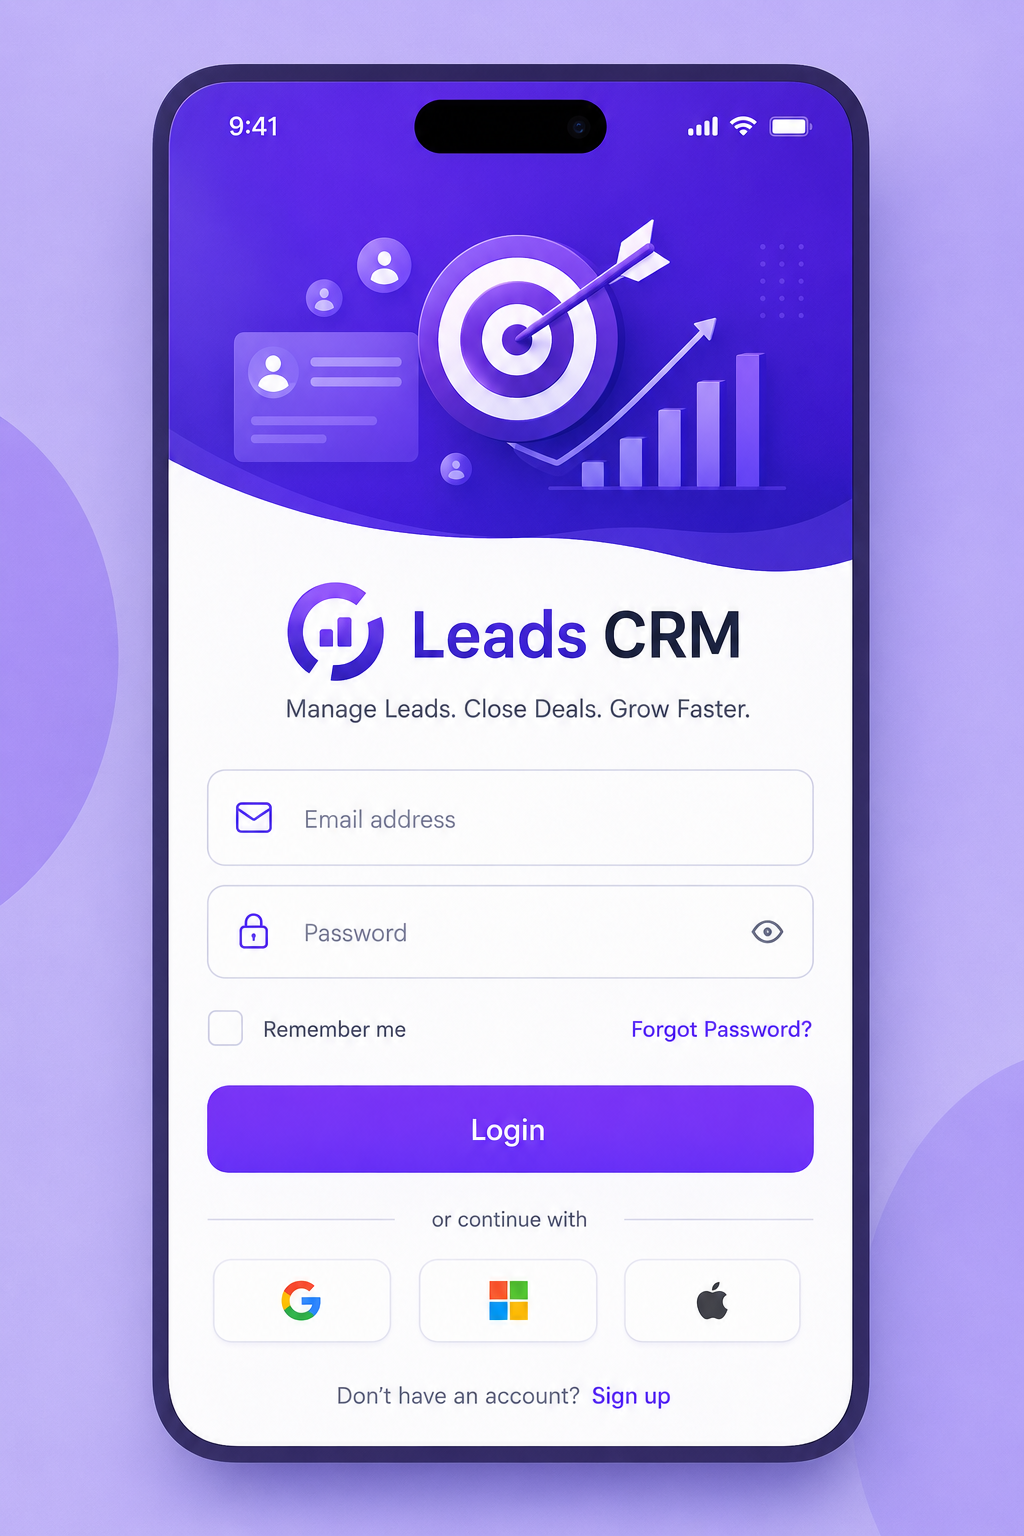 9:41
Leads CRM
Manage Leads. Close Deals. Grow Faster.
Email address
Password
Remember me
Forgot Password?
Login
or continue with
Don't have an account? Sign up